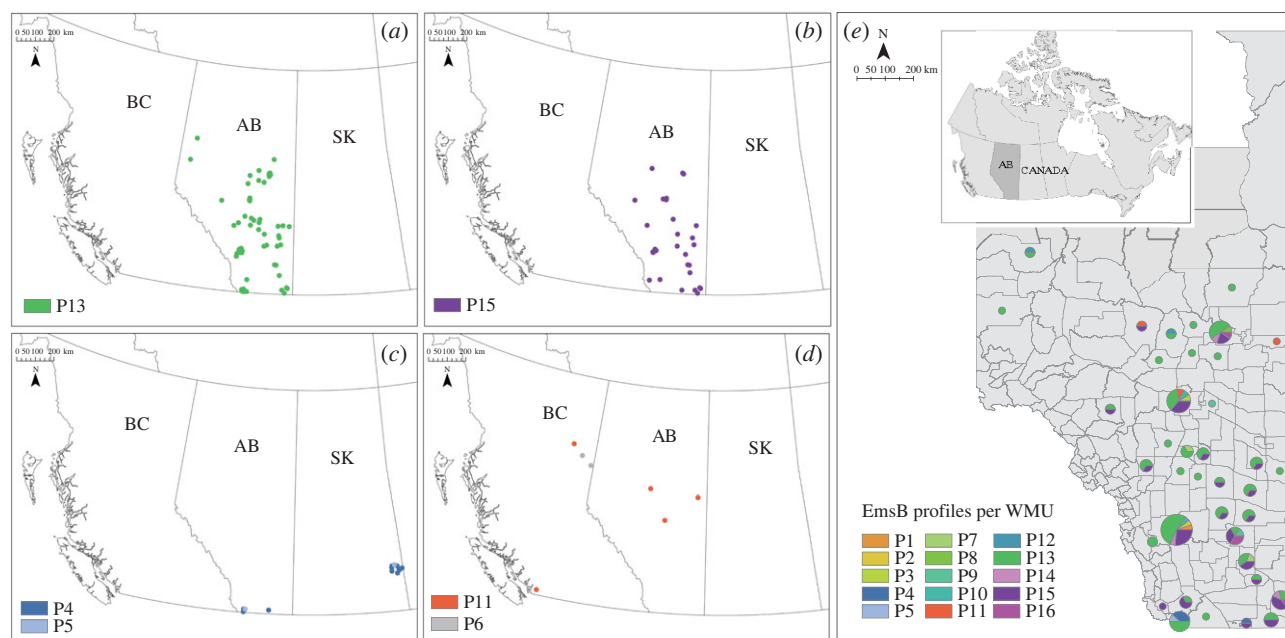 (a)
0 50 100 200 km
N
BC
AB
SK
P13
(b)
0 50 100 200 km
N
BC
AB
SK
P15
(c)
0 50 100 200 km
N
BC
AB
SK
P4
P5
(d)
0 50 100 200 km
N
BC
AB
SK
P11
P6
(e)
N
0 50 100 200 km
AB
CANADA
EmsB profiles per WMU
P1 P7 P12
P2 P8 P13
P3 P9 P14
P4 P10 P15
P5 P11 P16